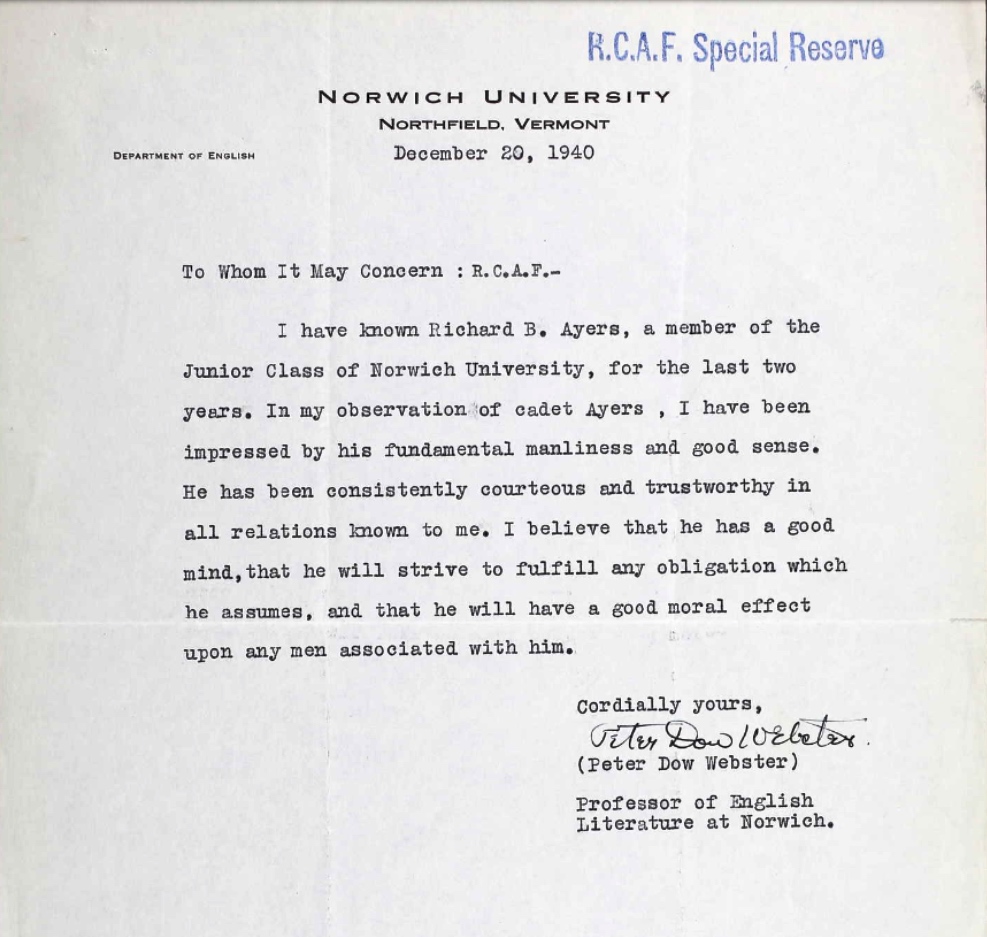 R.C.A.F. Special Reserve
NORWICH UNIVERSITY
NORTHFIELD, VERMONT
DEPARTMENT OF ENGLISH
December 20, 1940
To Whom It May Concern : R.C.A.F.-
I have known Richard B. Ayers, a member of the
Junior Class of Norwich University, for the last two
years. In my observation of cadet Ayers , I have been
impressed by his fundamental manliness and good sense.
He has been consistently courteous and trustworthy in
all relations known to me. I believe that he has a good
mind,that he will strive to fulfill any obligation which
he assumes, and that he will have a good moral effect
upon any men associated with him.
Cordially yours,
Peter Dow Webster.
(Peter Dow Webster)
Professor of English
Literature at Norwich.